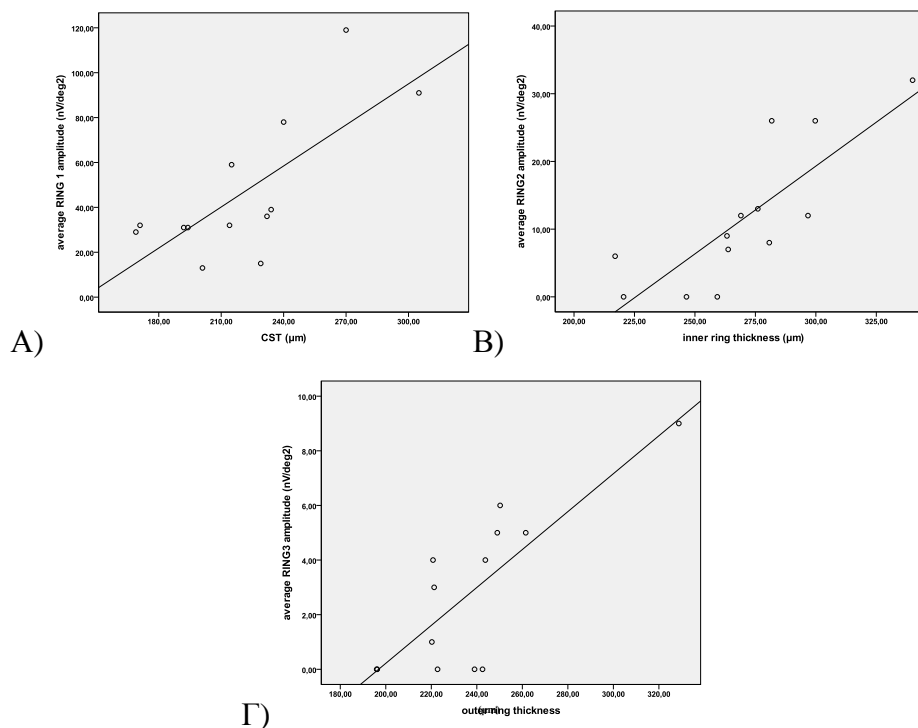 120,00
100,00
80,00
60,00
40,00
20,00
0,00
average RING 1 amplitude (nV/deg2)
180,00 210,00 240,00 270,00 300,00
CST (µm)
A)
40,00
30,00
20,00
10,00
0,00
average RING2 amplitude (nV/deg2)
200,00 225,00 250,00 275,00 300,00 325,00
inner ring thickness (µm)
B)
10,00
8,00
6,00
4,00
2,00
0,00
average RING3 amplitude (nV/deg2)
180,00 200,00 220,00 240,00 260,00 280,00 300,00 320,00
outer ring thickness
(µm)
Γ)